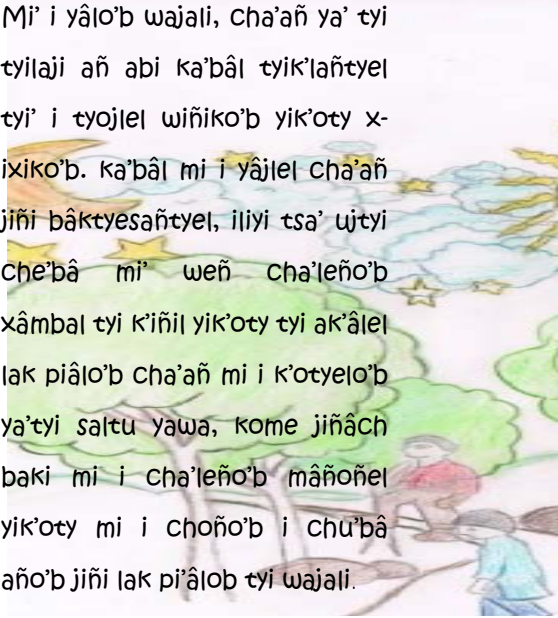 Mi' i yâlo'b wajali, cha'añ ya' tyi
tyilaji añ abi ka'bâl tyik'lañtyel
tyi' i tyojlel wiñiko'b yik'oty x-
ixiko'b. ka'bâl mi i yâjlel cha'añ
jiñi bâktyesañtyel, iliyi tsa' ujtyi
che'bâ mi' weñ cha'leño'b
xâmbal tyi k'iñil yik'oty tyi ak'âlel
lak piâlo'b cha'añ mi i k'otyelo'b
ya'tyi saltu yawa, kome jiñâch
baki mi i cha'leño'b mâñoñel
yik'oty mi i choño'b i chu'bâ
año'b jiñi lak pi'âlob tyi wajali.